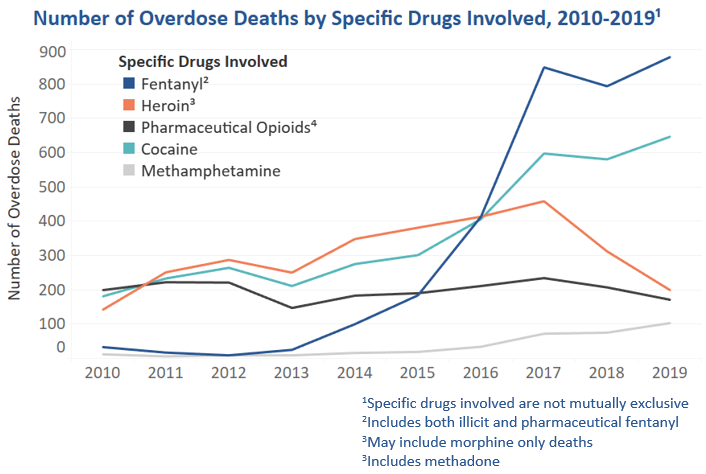 Number of Overdose Deaths by Specific Drugs Involved, 2010-2019¹
Number of Overdose Deaths
900
800
700
600
500
400
300
200
100
0
Specific Drugs Involved
Fentanyl²
Heroin³
Pharmaceutical Opioids⁴
Cocaine
Methamphetamine
2010 2011 2012 2013 2014 2015 2016 2017 2018 2019
¹Specific drugs involved are not mutually exclusive
²Includes both illicit and pharmaceutical fentanyl
³May include morphine only deaths
³Includes methadone